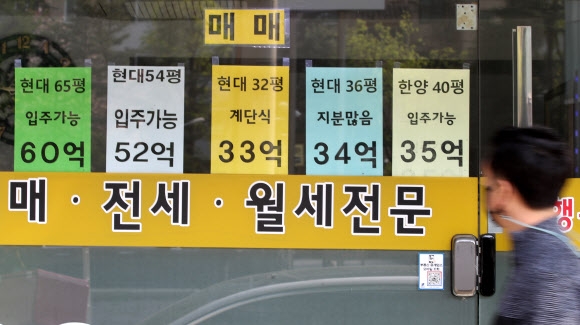 매 매
현대 65평
입주가능
60억
현대54평
입주가능
52억
현대 32평
계단식
33억
현대 36평
지분많음
34억
한양 40평
입주가능
35억
매 · 전세 · 월세전문
행